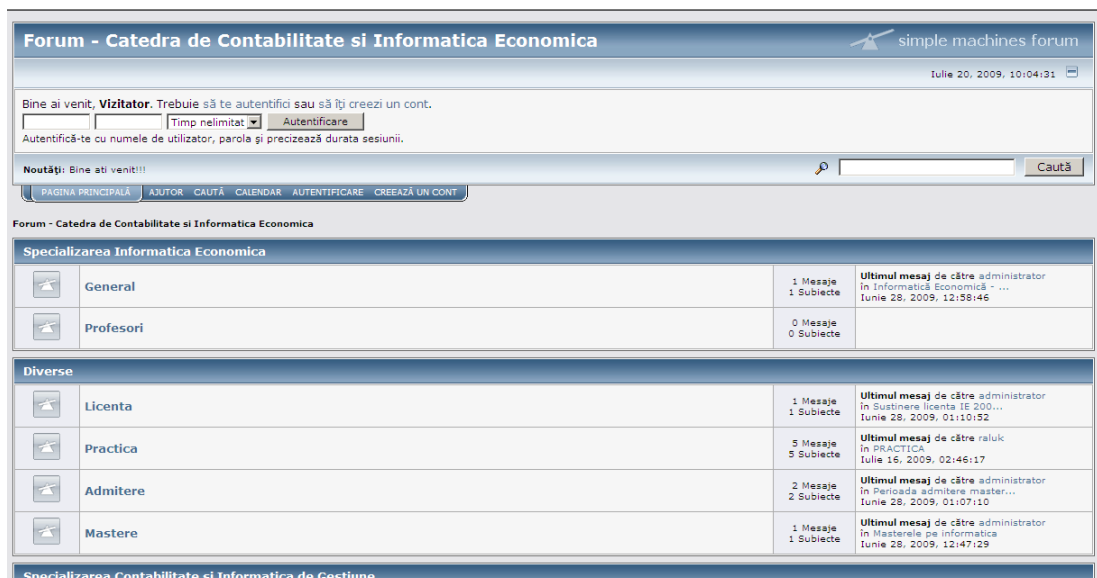 Forum - Catedra de Contabilitate si Informatica Economica
simple machines forum
Iulie 20, 2009, 10:04:31
Bine ai venit, Vizitator. Trebuie să te autentifici sau să îţi creezi un cont.
Timp nelimitat Autentificare
Autentifică-te cu numele de utilizator, parola şi precizează durata sesiunii.
Noutăţi: Bine ati venit!!!
Caută
PAGINA PRINCIPALĂ AJUTOR CAUTĂ CALENDAR AUTENTIFICARE CREEAZĂ UN CONT
Forum - Catedra de Contabilitate si Informatica Economica
Specializarea Informatica Economica
General
1 Mesaje
1 Subiecte
Ultimul mesaj de către administrator
în Informatică Economică - ...
Iunie 28, 2009, 12:58:46
Profesori
0 Mesaje
0 Subiecte
Diverse
Licenta
1 Mesaje
1 Subiecte
Ultimul mesaj de către administrator
în Sustinere licenta IE 200...
Iunie 28, 2009, 01:10:52
Practica
5 Mesaje
5 Subiecte
Ultimul mesaj de către raluk
în PRACTICA
Iulie 16, 2009, 02:46:17
Admitere
2 Mesaje
2 Subiecte
Ultimul mesaj de către administrator
în Perioada admitere master...
Iunie 28, 2009, 01:07:10
Mastere
1 Mesaje
1 Subiecte
Ultimul mesaj de către administrator
în Masterele pe informatica
Iunie 28, 2009, 12:47:29
Specializarea Contabilitate si Informatica de Gestiune